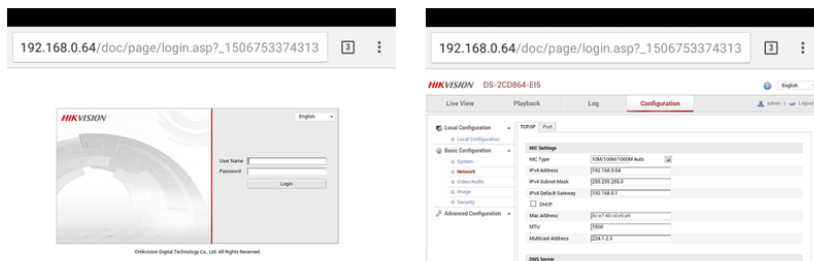 192.168.0.64/doc/page/login.asp?_1506753374313
3
HIKVISION
English
User Name
Password
Login
©Hikvision Digital Technology Co., Ltd. All Rights Reserved.
192.168.0.64/doc/page/login.asp?_1506753374313
3
HIKVISION DS-2CD864-EI5
English
Live View Playback Log Configuration
admin Logout
Local Configuration
Local Configuration
Basic Configuration
System
Network
Video/Audio
Image
Security
Advanced Configuration
TCP/IP Port
NIC Settings
NIC Type 10M/100M/1000M Auto
IPv4 Address 192.168.0.64
IPv4 Subnet Mask 255.255.255.0
IPv4 Default Gateway 192.168.0.1
DHCP
Mac Address
MTU 1500
Multicast Address 224.1.2.3
DNS Server